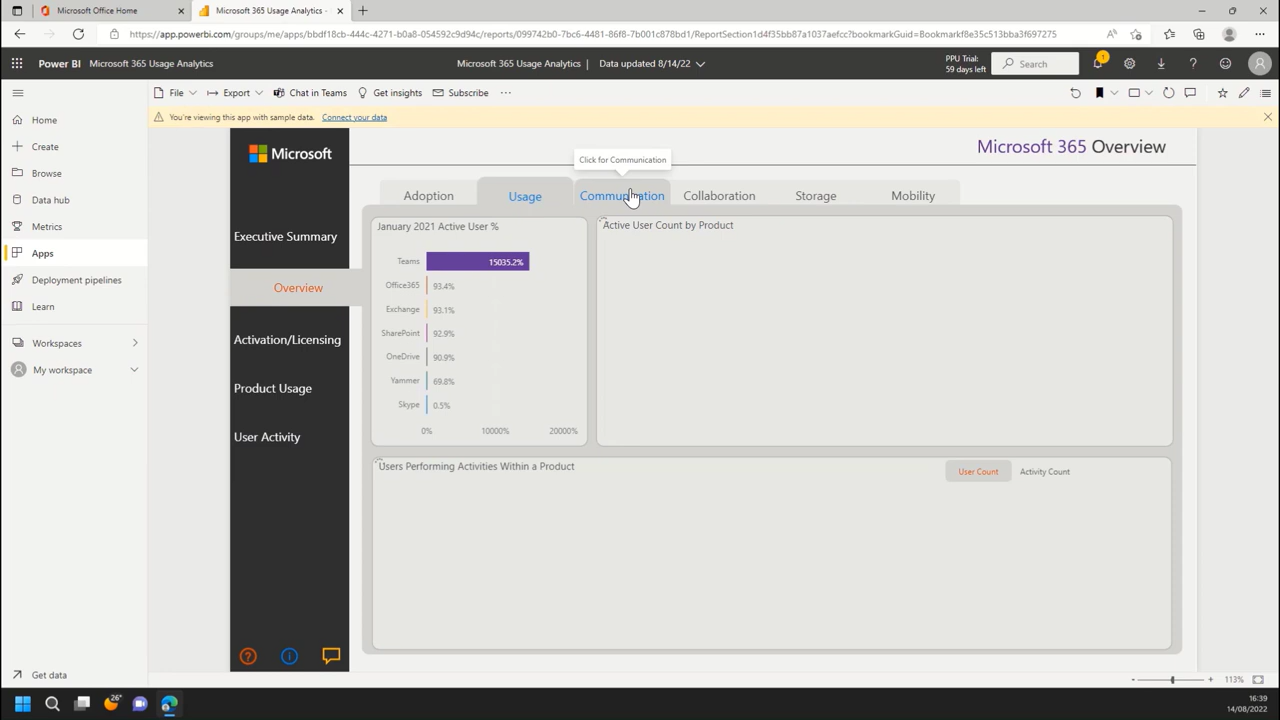 Microsoft Office Home
Microsoft 365 Usage Analytics -
https://app.powerbi.com/groups/me/apps/bbdf18cb-444c-4271-b0a8-054592c9d94c/reports/099742b0-7bc6-4481-86f8-7b001c878bd1/ReportSection1d4f35bb87a1037aefcc?bookmarkGuid=Bookmarkf8e35c513bba3f697275
Power BI Microsoft 365 Usage Analytics
Microsoft 365 Usage Analytics | Data updated 8/14/22
PPU Trial:
59 days left
Search
1
File Export Chat in Teams Get insights Subscribe
You're viewing this app with sample data. Connect your data
Home
Create
Browse
Data hub
Metrics
Apps
Deployment pipelines
Learn
Workspaces
My workspace
Get data
Microsoft
Executive Summary
Overview
Activation/Licensing
Product Usage
User Activity
Microsoft 365 Overview
Click for Communication
Adoption Usage Communication Collaboration Storage Mobility
January 2021 Active User %
Teams 15035.2%
Office365 93.4%
Exchange 93.1%
SharePoint 92.9%
OneDrive 90.9%
Yammer 69.8%
Skype 0.5%
0% 10000% 20000%
Active User Count by Product
Users Performing Activities Within a Product
User Count Activity Count
113%
26°
16:39
14/08/2022